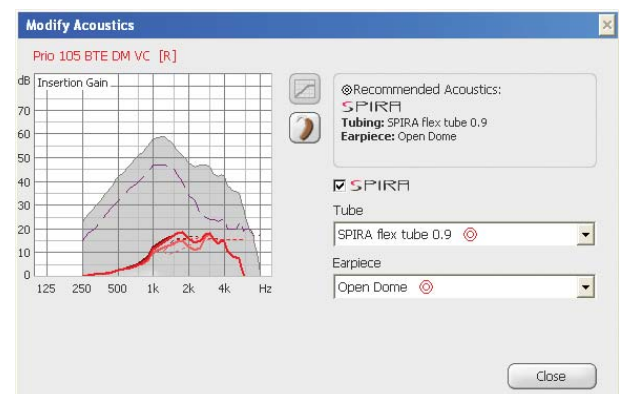 Modify Acoustics
Prio 105 BTE DM VC [R]
dB Insertion Gain
70
60
50
40
30
20
10
0
125 250 500 1k 2k 4k Hz
Recommended Acoustics:
SPIRA
Tubing: SPIRA flex tube 0.9
Earpiece: Open Dome
SPIRA
Tube
SPIRA flex tube 0.9
Earpiece
Open Dome
Close